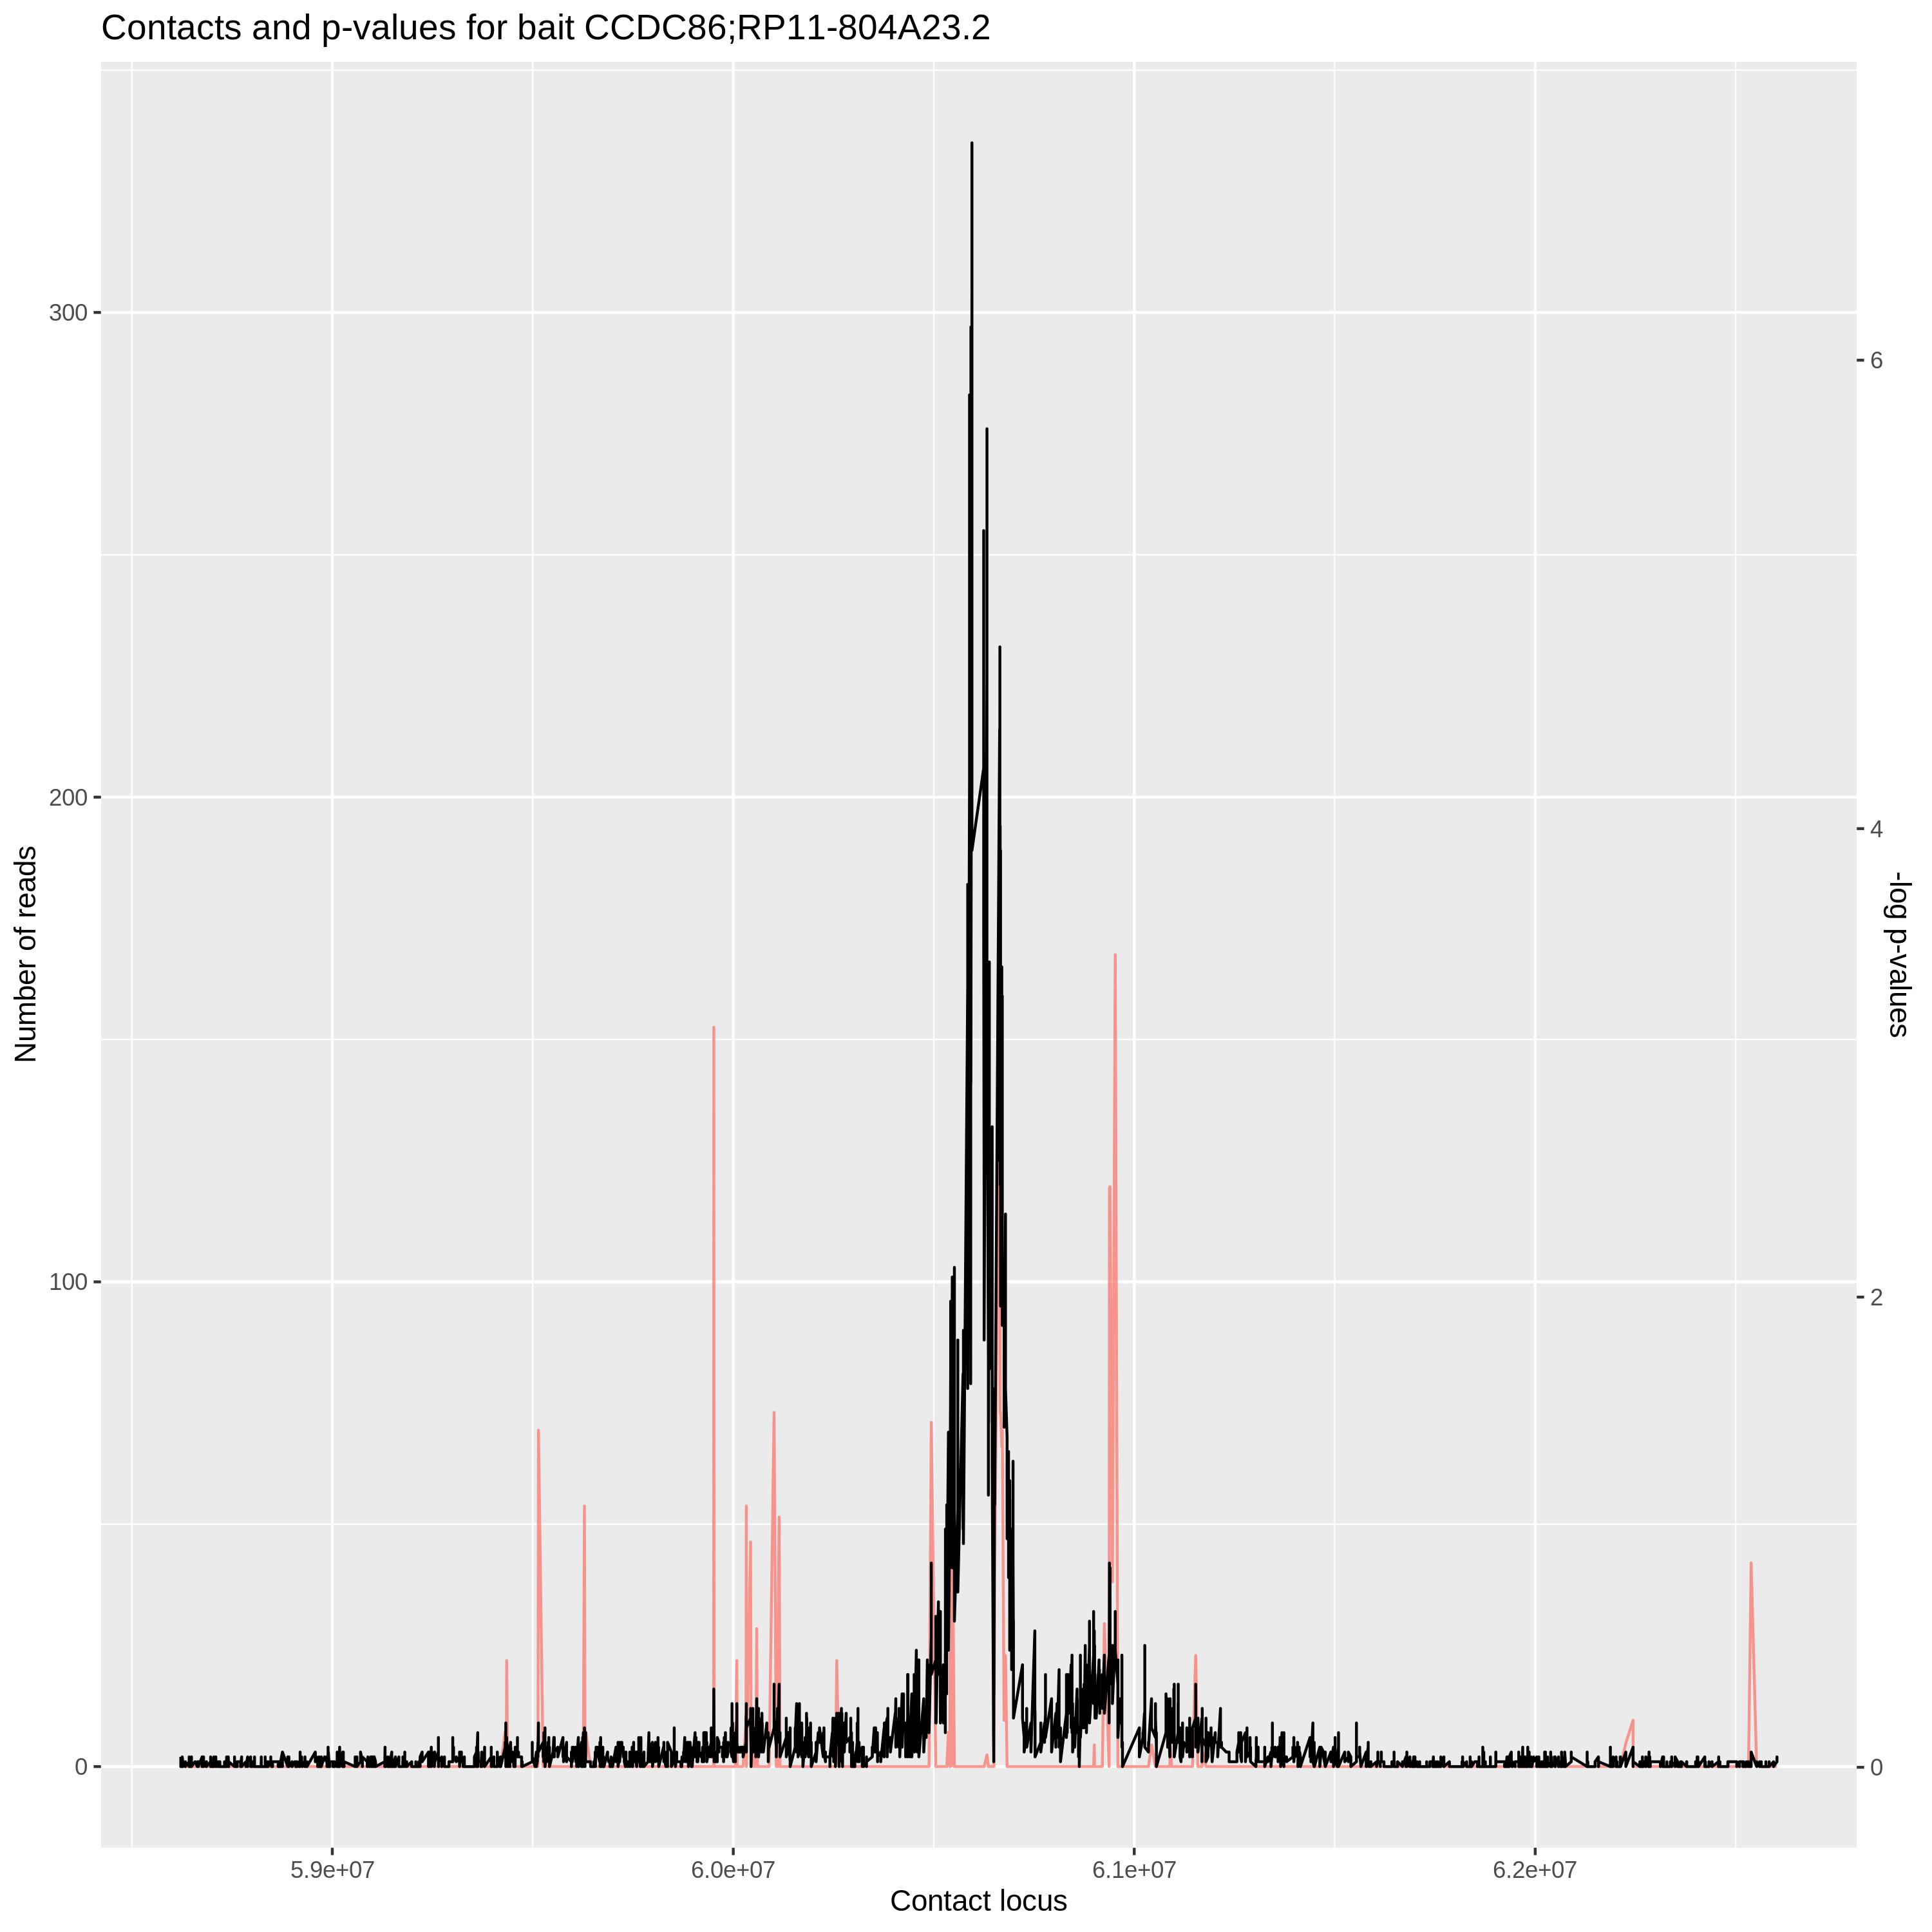 Contacts and p-values for bait CCDC86;RP11-804A23.2
300
200
100
0
Number of reads
6
4
2
0
-log p-values
5.9e+07
6.0e+07
6.1e+07
6.2e+07
Contact locus